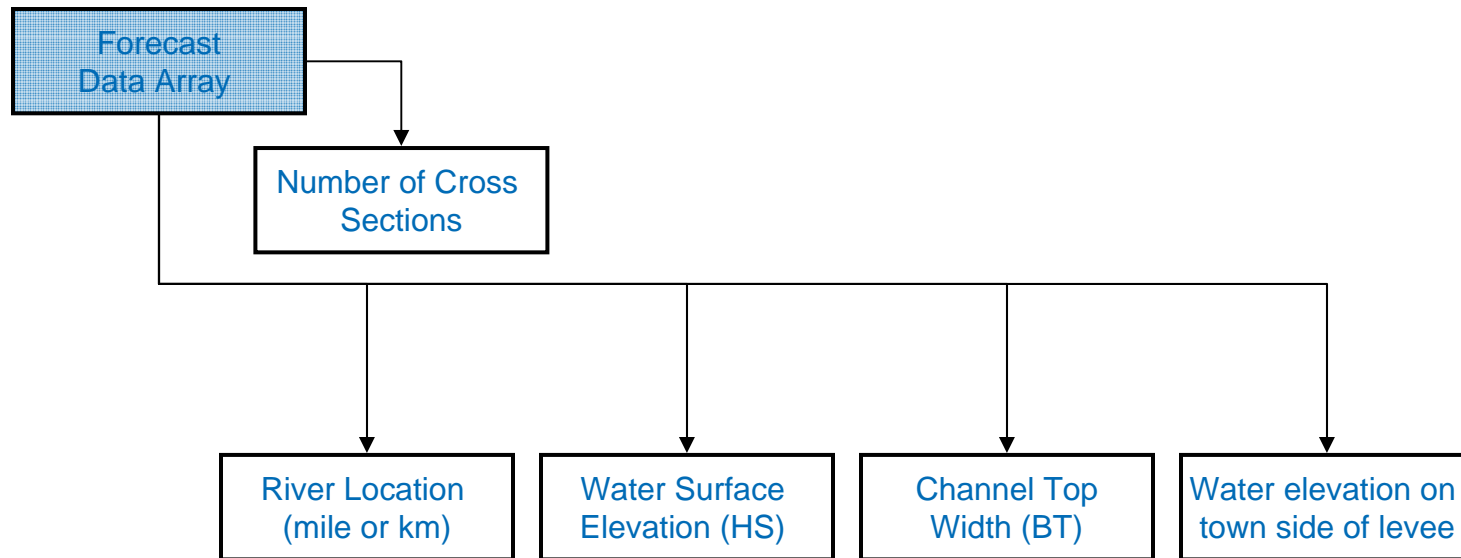 Forecast
Data Array
Number of Cross
Sections
River Location
(mile or km)
Water Surface
Elevation (HS)
Channel Top
Width (BT)
Water elevation on
town side of levee